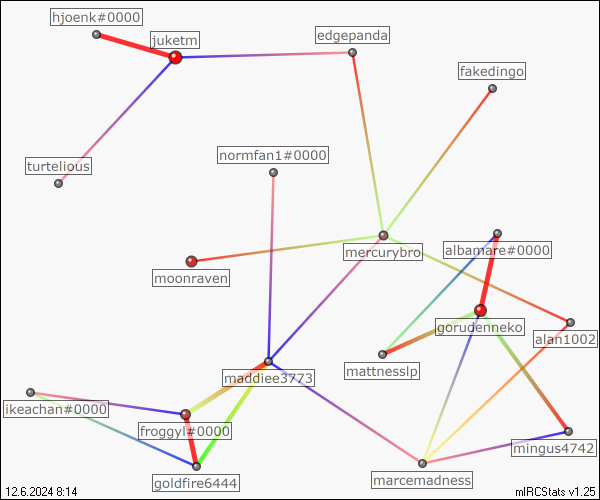 hjoenk#0000
juketm
edgepanda
fakedingo
normfan1#0000
turtelious
mercurybro
albamare#0000
moonraven
gorudenneko
alan1002
mattnesslp
maddiee3773
ikeachan#0000
froggyl#0000
mingus4742
goldfire6444
marcemadness
12.6.2024 8:14
mIRCStats v1.25